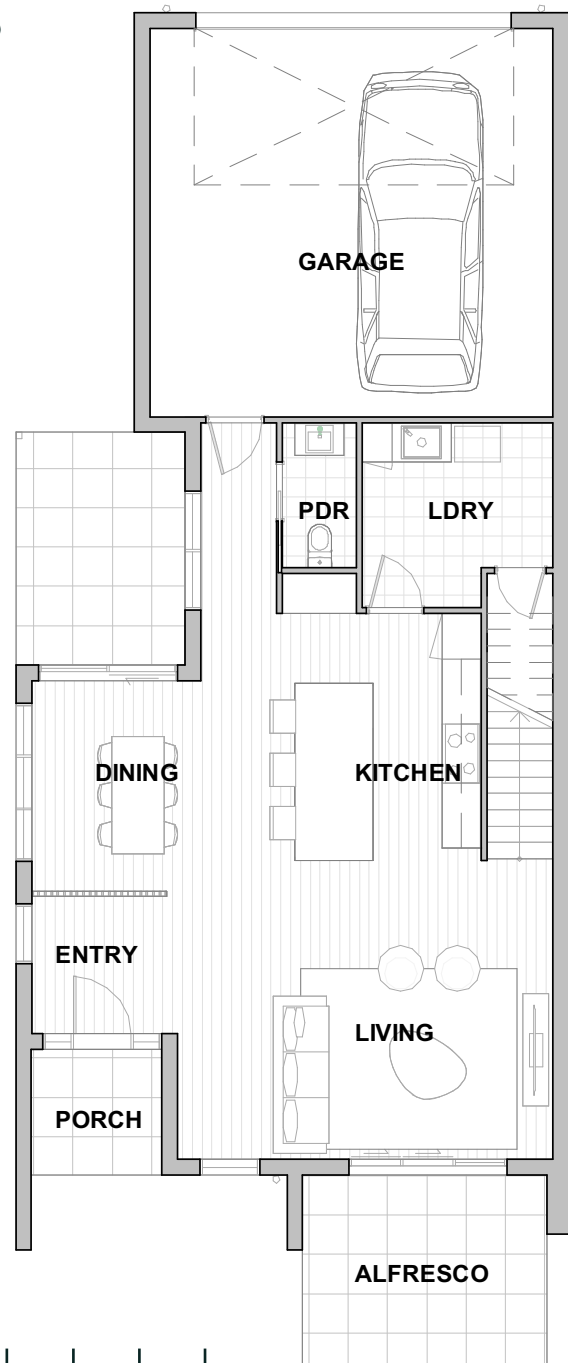 GARAGE
PDR
LDRY
DINING
KITCHEN
ENTRY
LIVING
PORCH
ALFRESCO